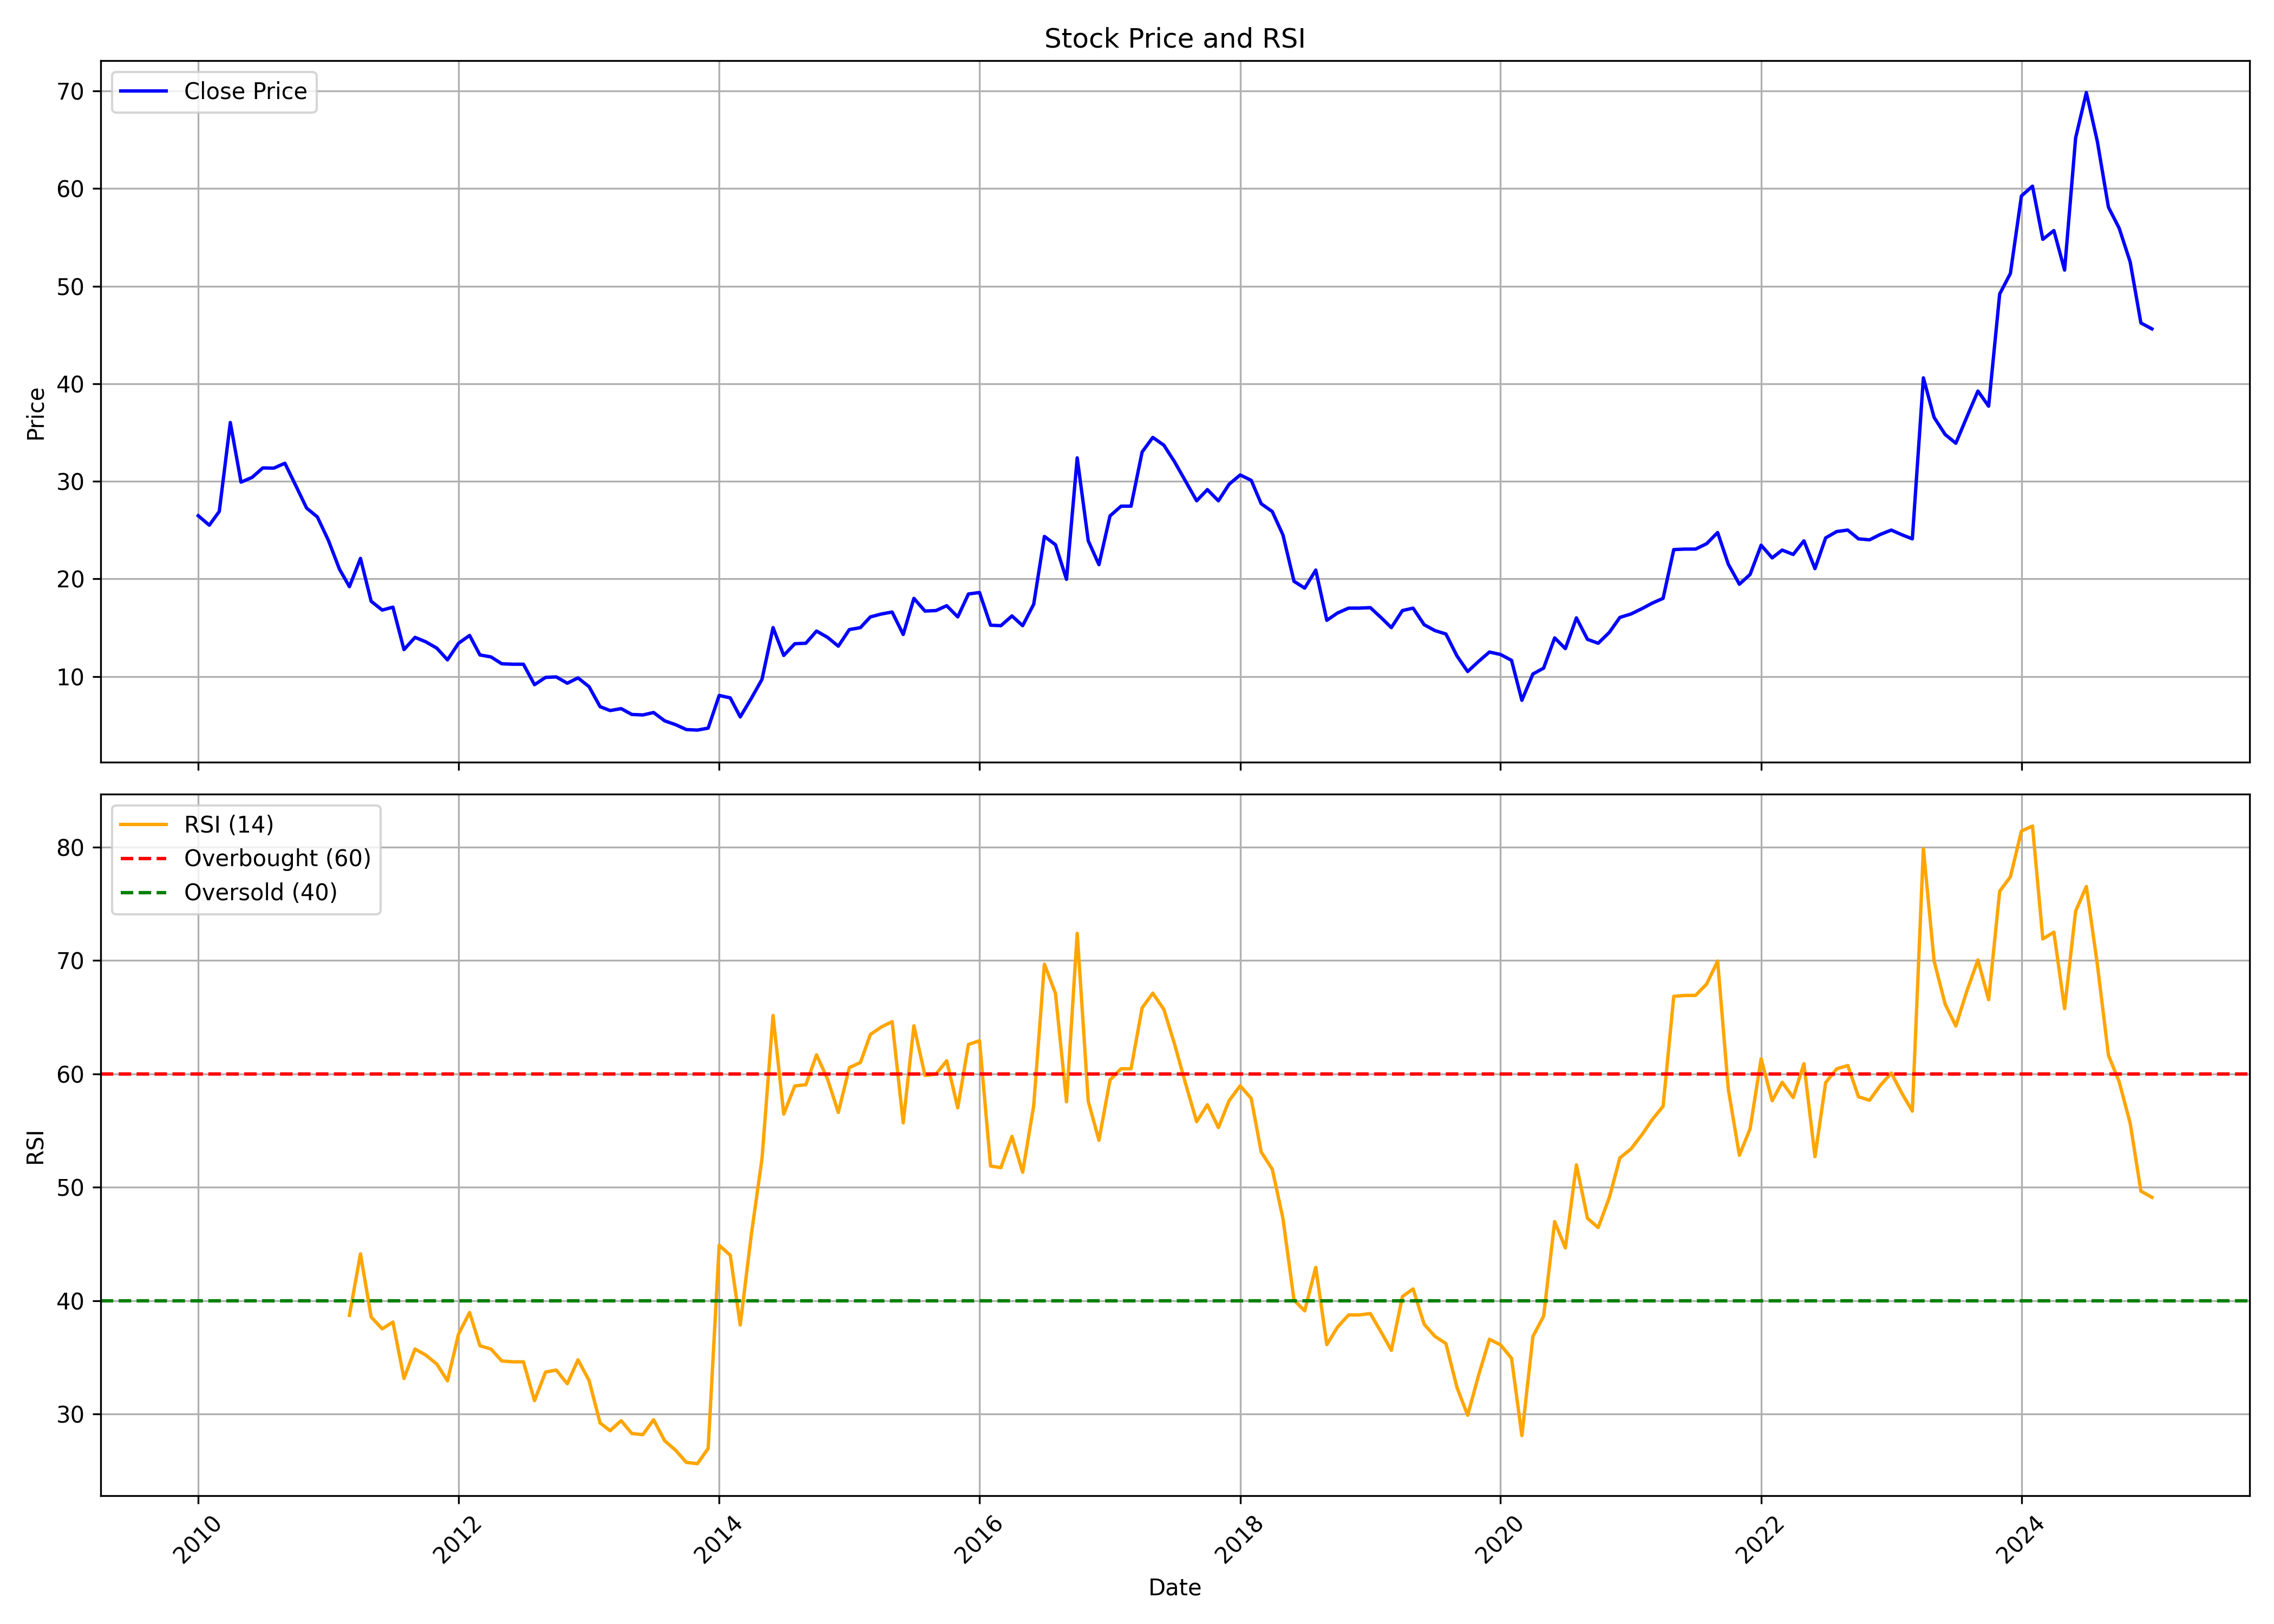 Stock Price and RSI
Close Price
Price
70
60
50
40
30
20
10
RSI (14)
Overbought (60)
Oversold (40)
RSI
80
70
60
50
40
30
2010
2012
2014
2016
2018
2020
2022
2024
Date